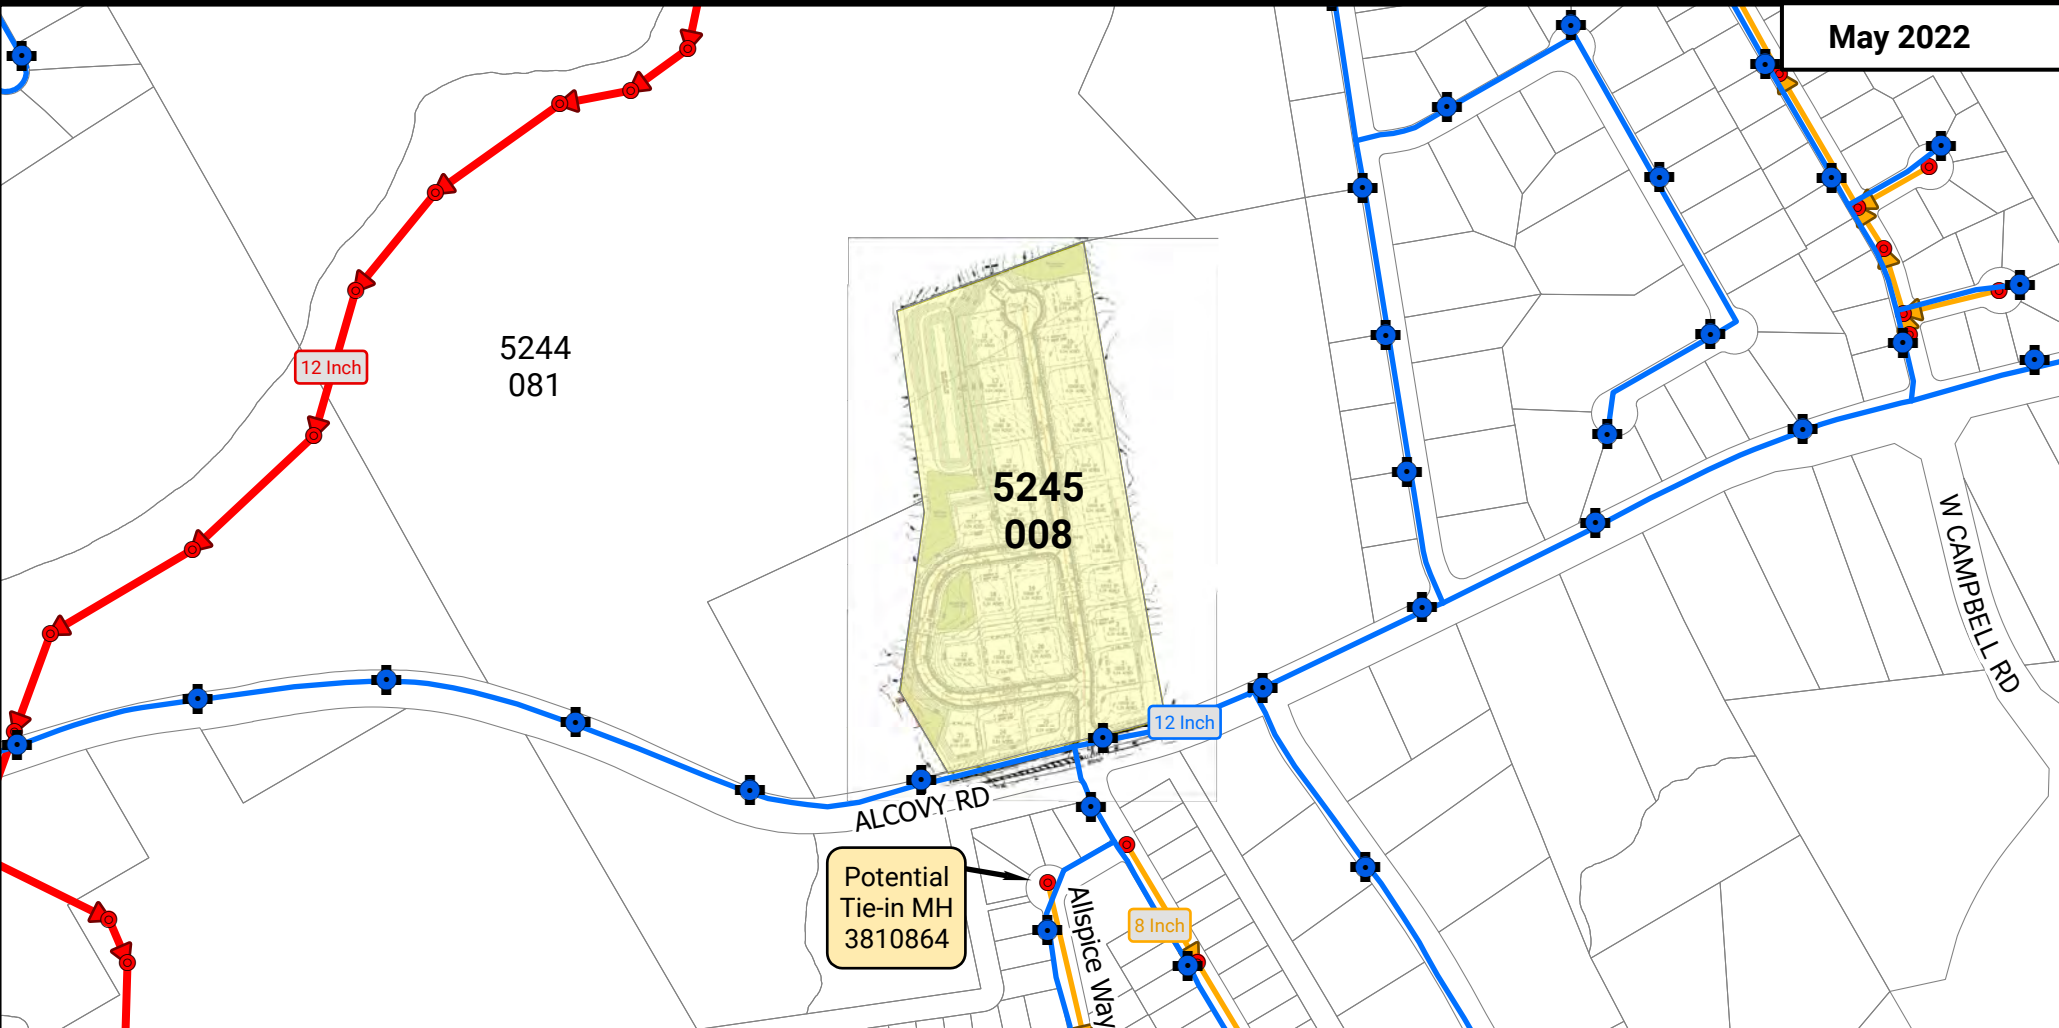 May 2022
12 Inch
5244
081
5245
008
W CAMPBELL RD
12 Inch
ALCOVY RD
Potential
Tie-in MH
3810864
Allspice Way
8 Inch